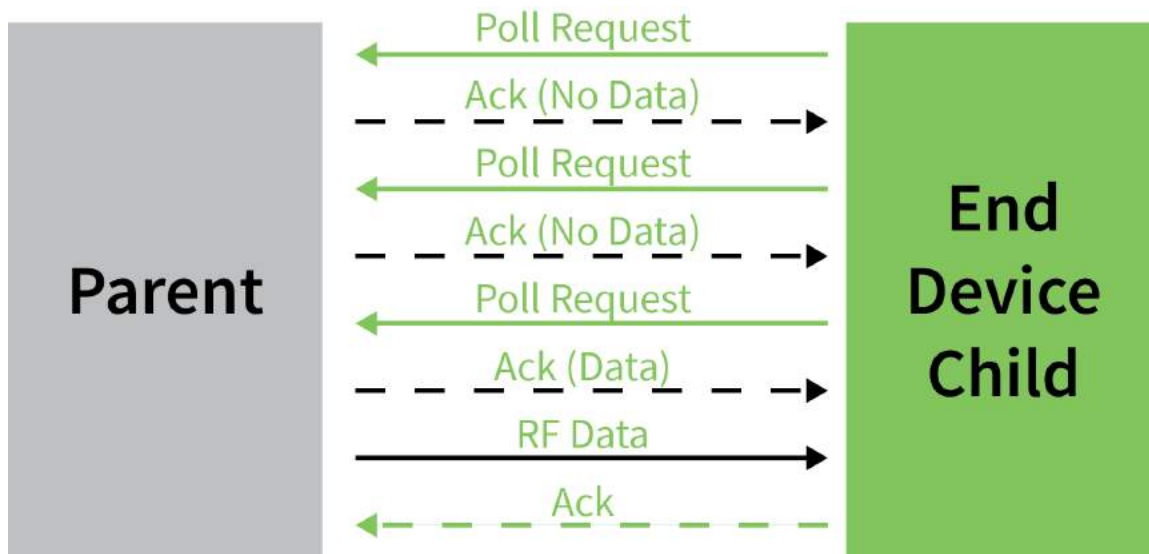 Parent
Poll Request
Ack (No Data)
Poll Request
Ack (No Data)
Poll Request
Ack (Data)
RF Data
Ack
End
Device
Child